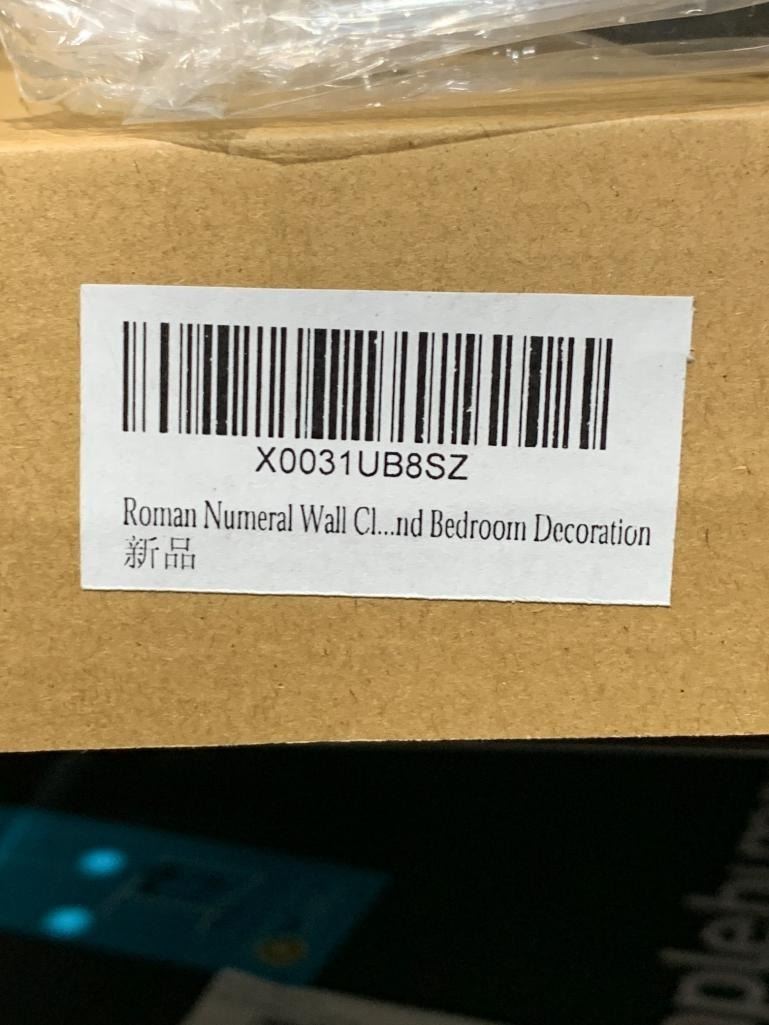 X0031UB8SZ
Roman Numeral Wall Cl...nd Bedroom Decoration
新品